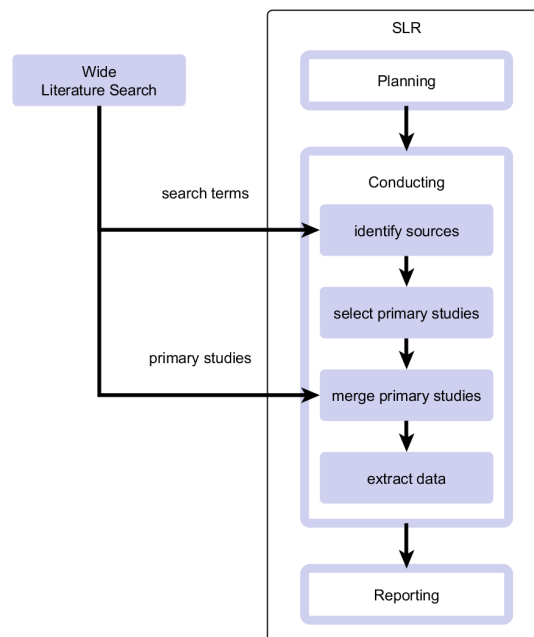 SLR
Wide
Literature Search
Planning
Conducting
search terms
identify sources
select primary studies
primary studies
merge primary studies
extract data
Reporting